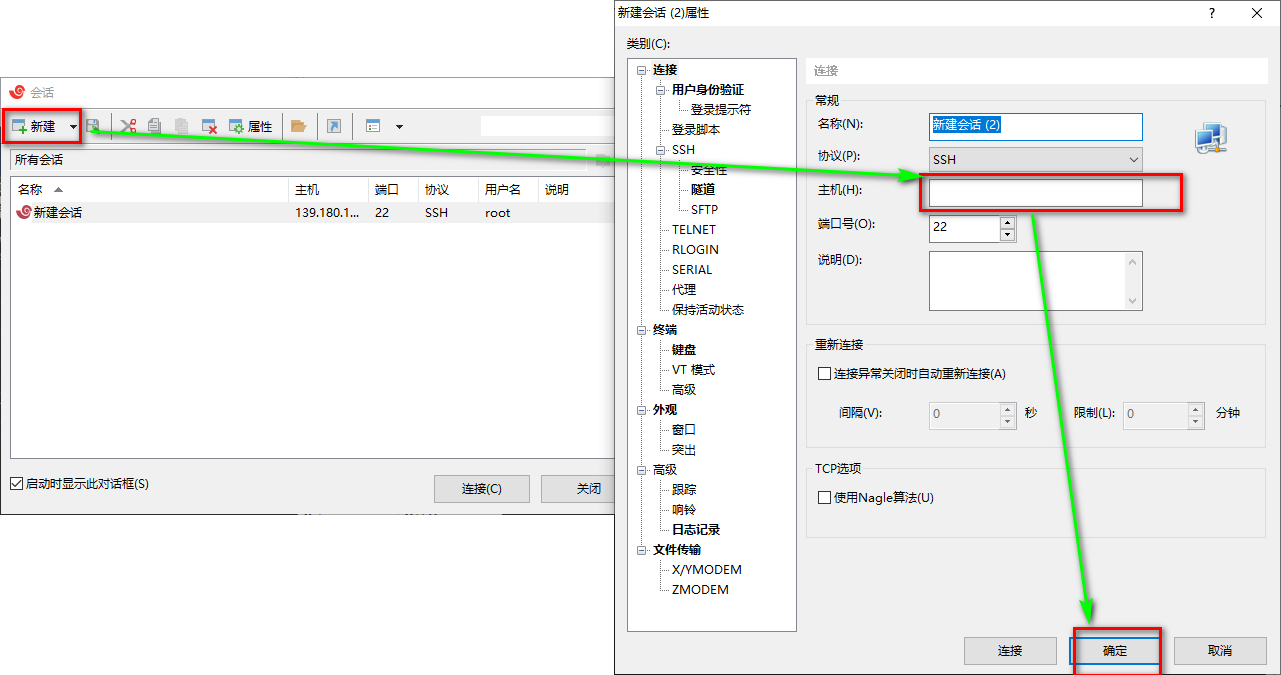 会话
新建
属性
所有会话
名称 主机 端口 协议 用户名 说明
新建会话 139.180.1... 22 SSH root
启动时显示此对话框(S)
连接(C) 关闭
新建会话 (2)属性
类别(C):
连接
用户身份验证
登录提示符
登录脚本
SSH
安全性
隧道
SFTP
TELNET
RLOGIN
SERIAL
代理
保持活动状态
终端
键盘
VT 模式
高级
外观
窗口
突出
高级
跟踪
响铃
日志记录
文件传输
X/YMODEM
ZMODEM
连接
常规
名称(N): 新建会话 (2)
协议(P): SSH
主机(H):
端口号(O): 22
说明(D):
重新连接
连接异常关闭时自动重新连接(A)
间隔(V): 0 秒 限制(L): 0 分钟
TCP选项
使用Nagle算法(U)
连接 确定 取消